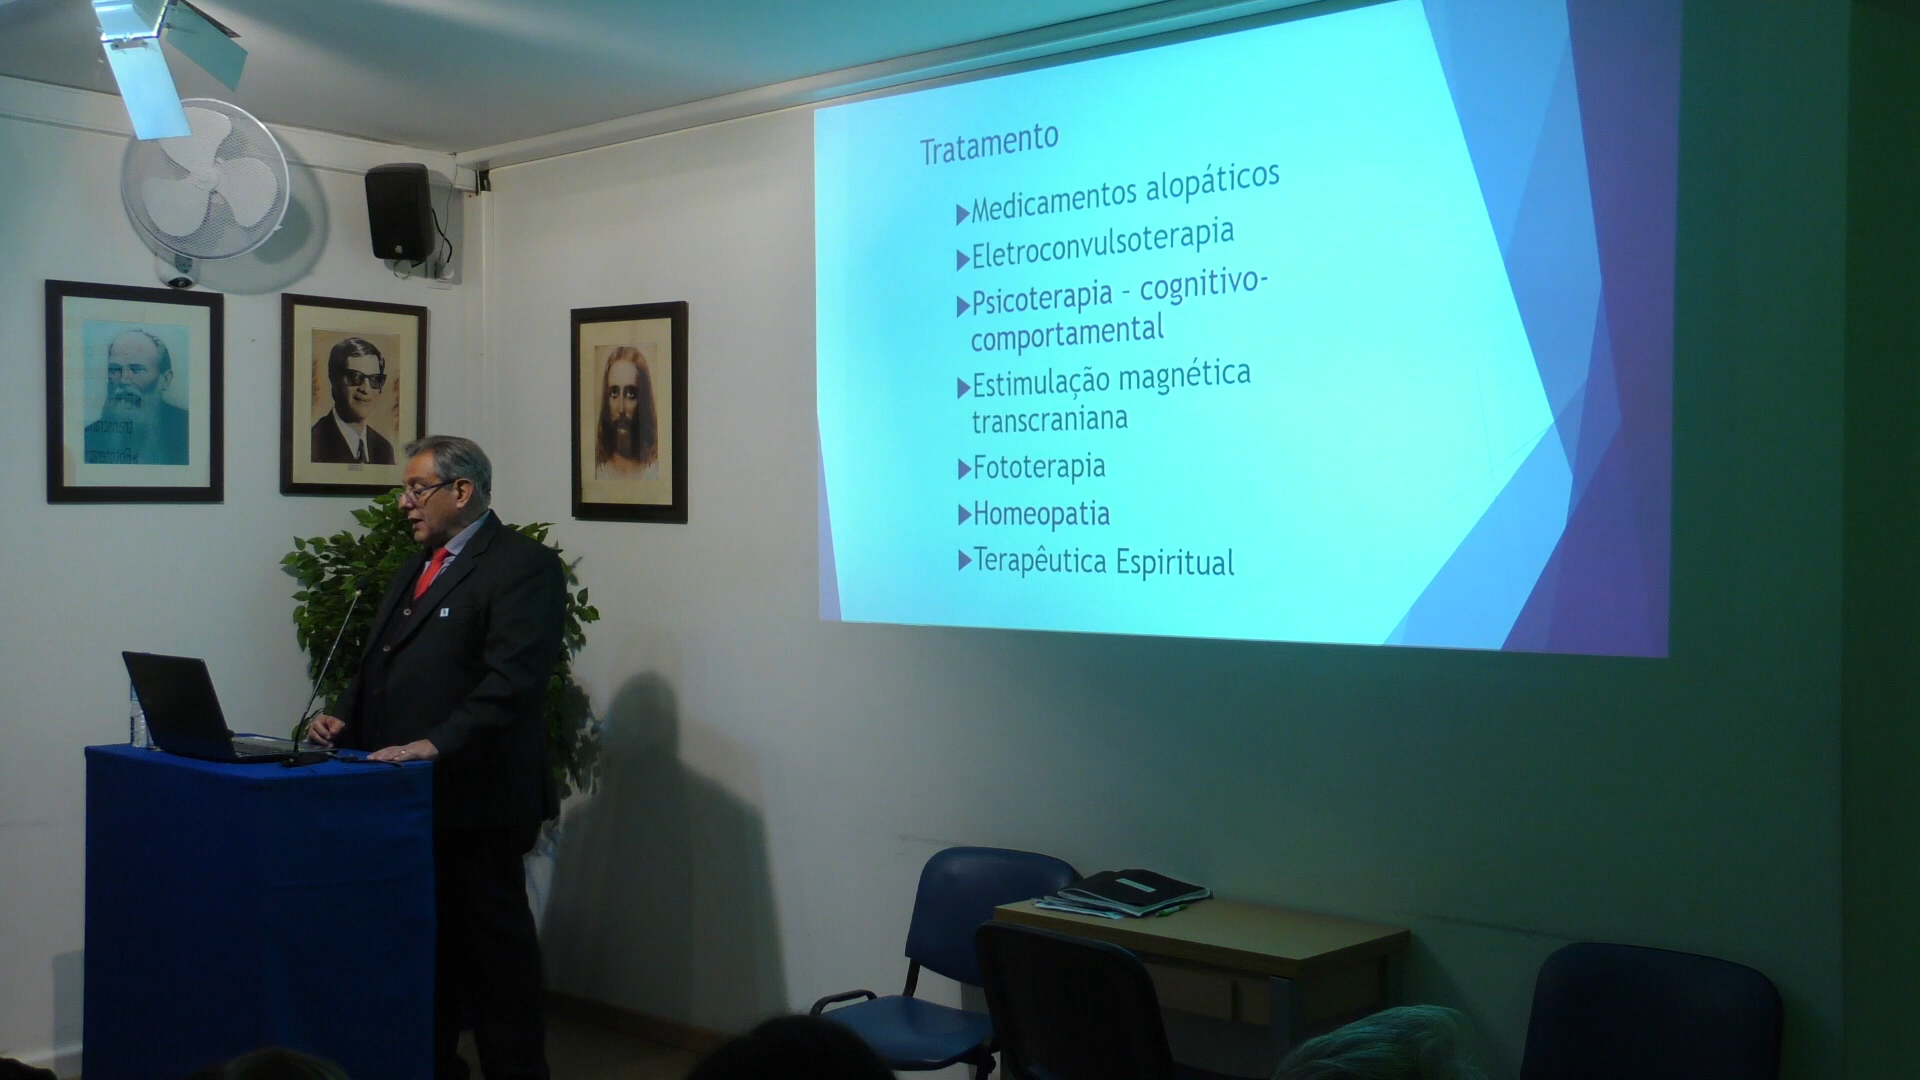 Tratamento
Medicamentos alopáticos
Eletroconvulsoterapia
Psicoterapia – cognitivo-
comportamental
Estimulação magnética
transcraniana
Fototerapia
Homeopatia
Terapêutica Espiritual